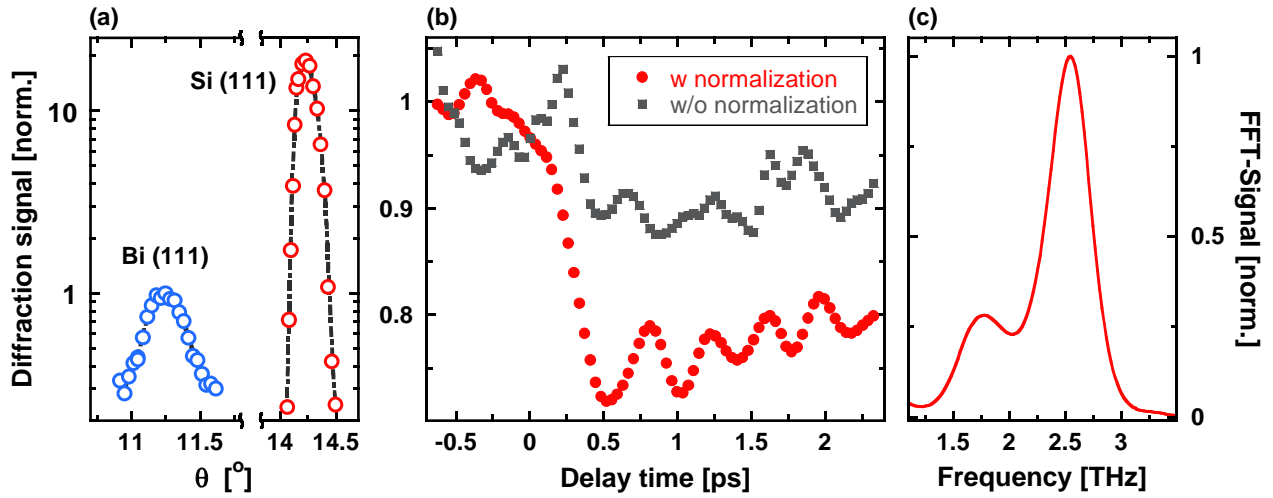 (a)
(b)
(c)
Diffraction signal [norm.]
10
1
Si (111)
Bi (111)
11
11.5
14
14.5
θ [°]
1
0.9
0.8
w normalization
w/o normalization
-0.5
0
0.5
1
1.5
2
Delay time [ps]
1
0.5
0
FFT-Signal [norm.]
1.5
2
2.5
3
Frequency [THz]